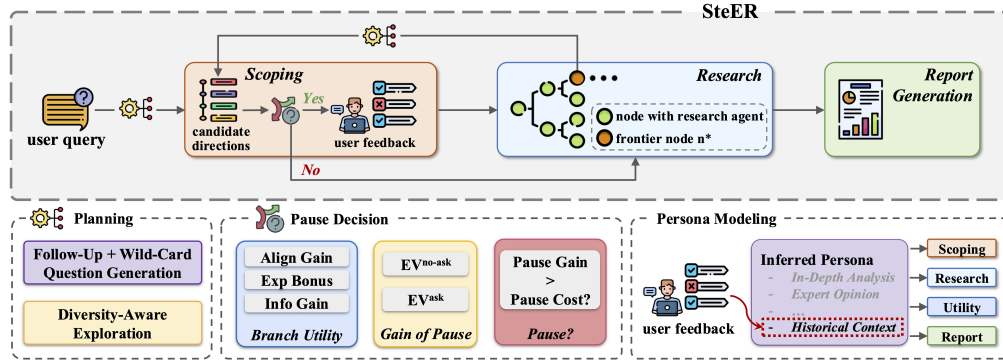 SteER
user query
Scoping
candidate
directions
Yes
user feedback
No
Research
node with research agent
frontier node n*
Report
Generation
Planning
Follow-Up + Wild-Card
Question Generation
Diversity-Aware
Exploration
Pause Decision
Align Gain
Exp Bonus
Info Gain
Branch Utility
EVno-ask
EVask
Gain of Pause
Pause Gain
>
Pause Cost?
Pause?
Persona Modeling
user feedback
Inferred Persona
- In-Depth Analysis
- Expert Opinion
- ...
- Historical Context
Scoping
Research
Utility
Report